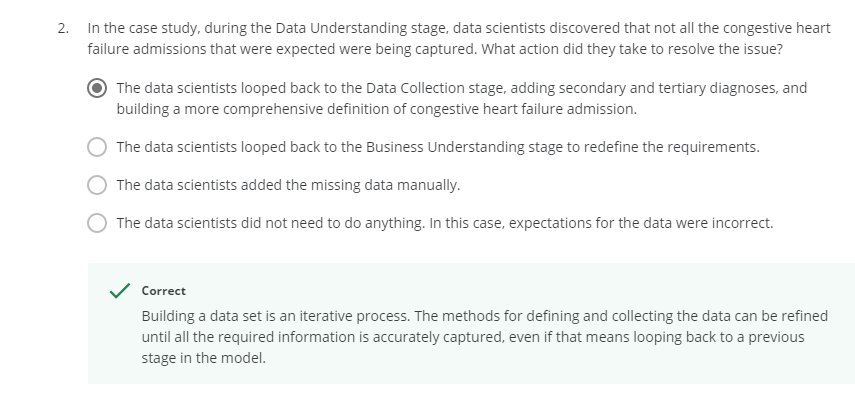 2. In the case study, during the Data Understanding stage, data scientists discovered that not all the congestive heart
failure admissions that were expected were being captured. What action did they take to resolve the issue?
The data scientists looped back to the Data Collection stage, adding secondary and tertiary diagnoses, and
building a more comprehensive definition of congestive heart failure admission.
The data scientists looped back to the Business Understanding stage to redefine the requirements.
The data scientists added the missing data manually.
The data scientists did not need to do anything. In this case, expectations for the data were incorrect.
Correct
Building a data set is an iterative process. The methods for defining and collecting the data can be refined
until all the required information is accurately captured, even if that means looping back to a previous
stage in the model.